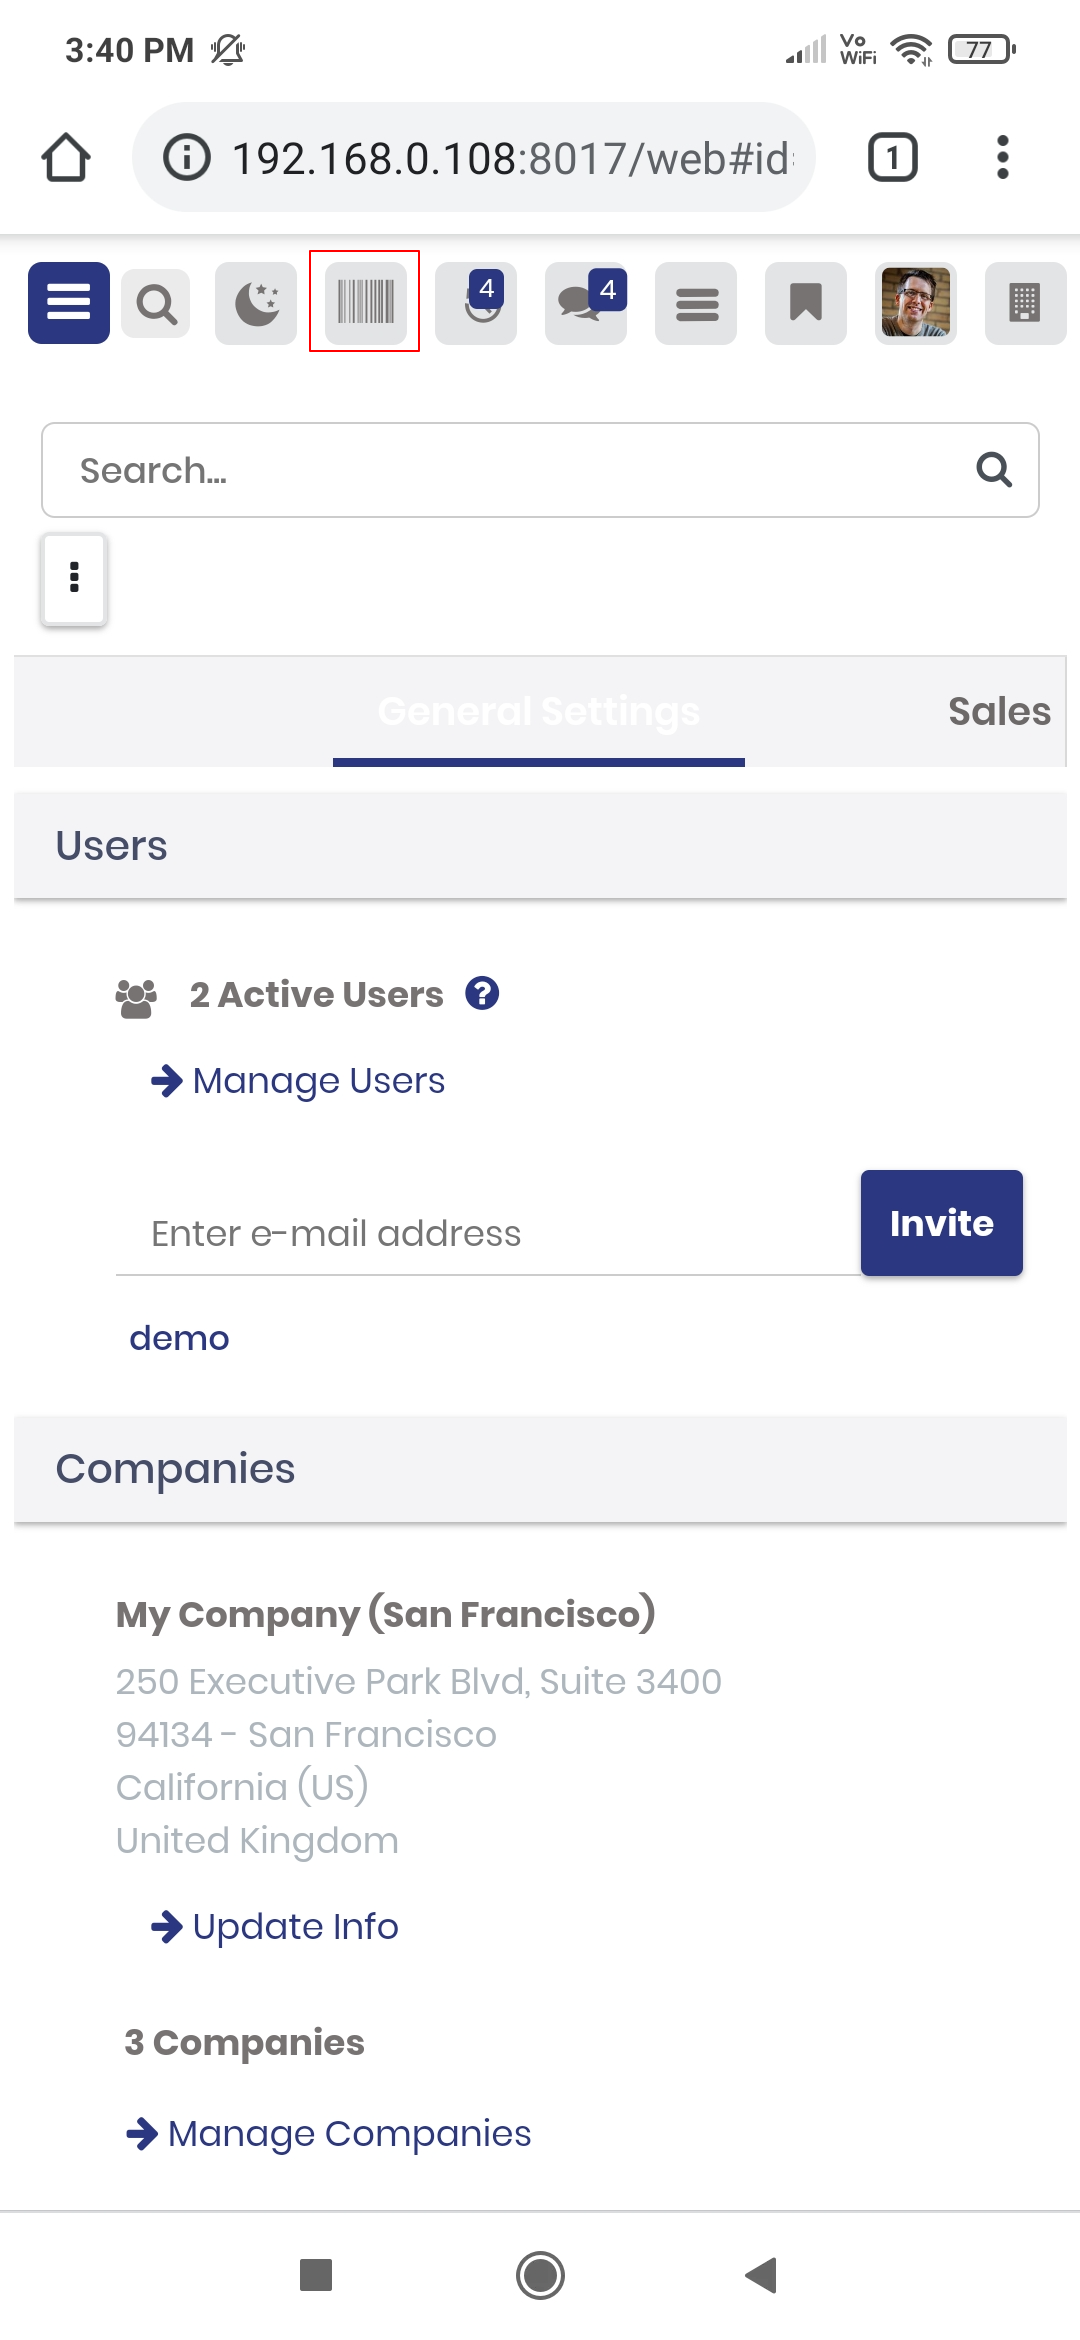 3:40 PM
Vo
WiFi
77
192.168.0.108:8017/web#id
1
4
4
Search...
General Settings
Sales
Users
2 Active Users
?
Manage Users
Enter e-mail address
Invite
demo
Companies
My Company (San Francisco)
250 Executive Park Blvd, Suite 3400
94134 - San Francisco
California (US)
United Kingdom
Update Info
3 Companies
Manage Companies